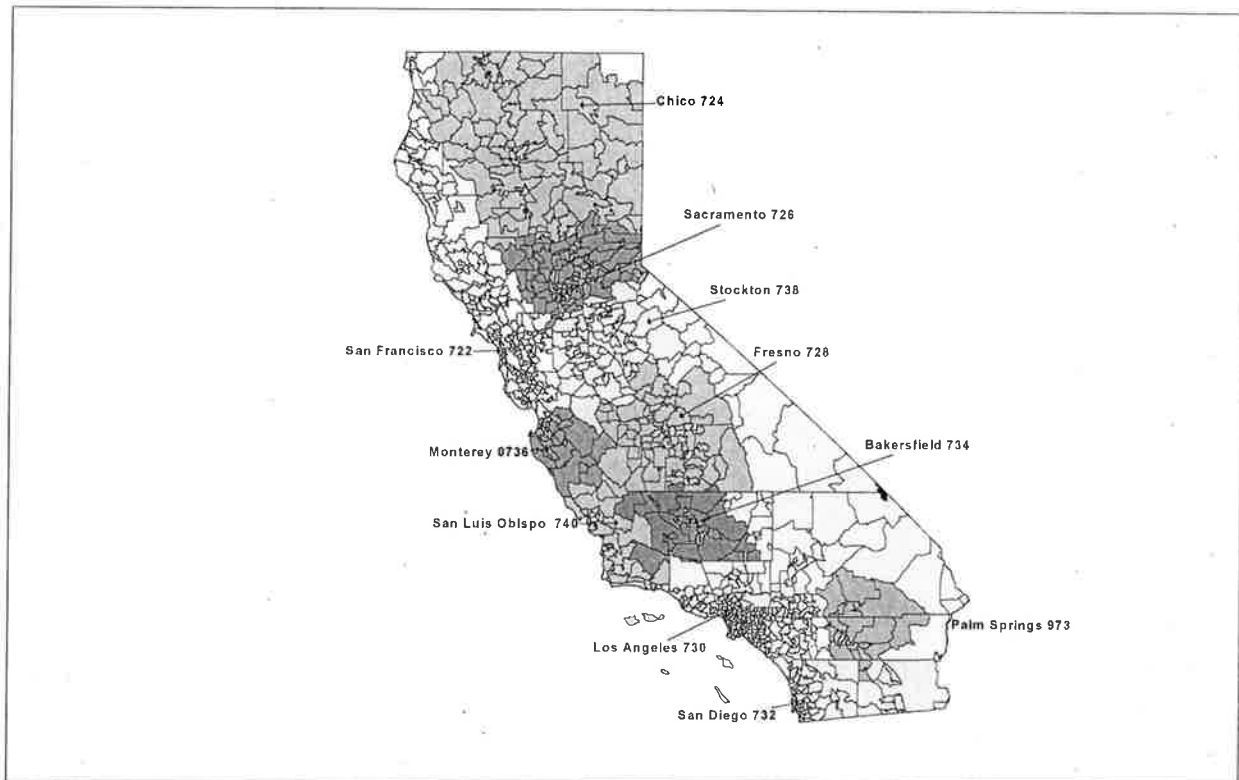 Chico 724
Sacramento 726
Stockton 738
San Francisco 722
Fresno 728
Monterey 0736
Bakersfield 734
San Luis Obispo 740
Palm Springs 973
Los Angeles 730
San Diego 732